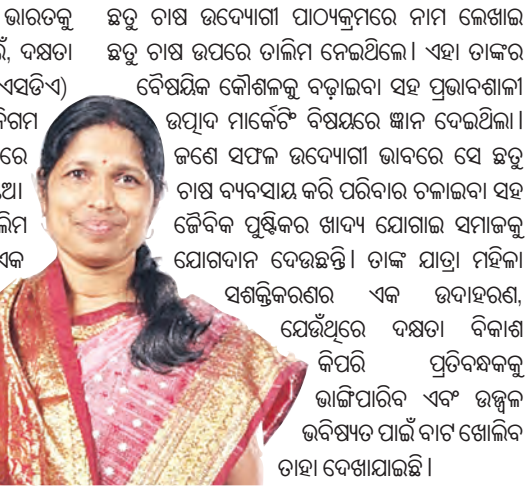 ଭାରତକୁ
ଦକ୍ଷତା
ଏସଡିଏ)
ନିଗମ
ରେ
ଥା
ଲିମ
ଏକ
ଛତୁ ଚାଷ ଉଦ୍ୟୋଗୀ ପାଠ୍ୟକ୍ରମରେ ନାମ ଲେଖାଇ
ଛତୁ ଚାଷ ଉପରେ ତାଲିମ ନେଇଥିଲେ। ଏହା ତାଙ୍କର
ବୈଷୟିକ କୌଶଳକୁ ବଢ଼ାଇବା ସହ ପ୍ରଭାବଶାଳୀ
ଉତ୍ପାଦ ମାର୍କେଟିଂ ବିଷୟରେ ଜ୍ଞାନ ଦେଇଥିଲା।
ଜଣେ ସଫଳ ଉଦ୍ୟୋଗୀ ଭାବରେ ସେ ଛତୁ
ଚାଷ ବ୍ୟବସାୟ କରି ପରିବାର ଚଳାଇବା ସହ
ଜୈବିକ ପୁଷ୍ଟିକର ଖାଦ୍ୟ ଯୋଗାଇ ସମାଜକୁ
ଯୋଗଦାନ ଦେଉଛନ୍ତି। ତାଙ୍କ ଯାତ୍ରା ମହିଳା
ସଶକ୍ତିକରଣର ଏକ ଉଦାହରଣ,
ଯେଉଁଥିରେ ଦକ୍ଷତା ବିକାଶ
କିପରି ପ୍ରତିବନ୍ଧକକୁ
ଭାଙ୍ଗିପାରିବ ଏବଂ ଉଜ୍ଜ୍ୱଳ
ଭବିଷ୍ୟତ ପାଇଁ ବାଟ ଖୋଲିବ
ତାହା ଦେଖାଯାଇଛି।